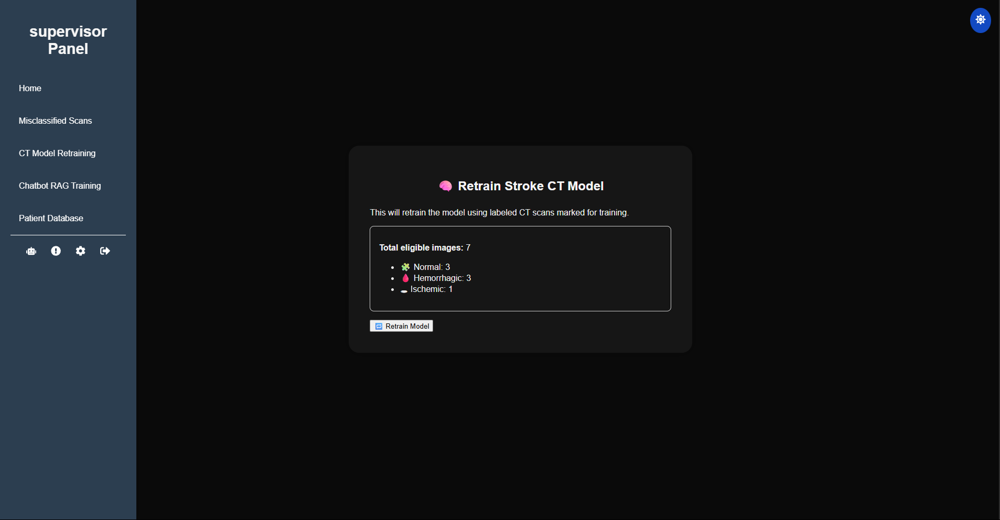 supervisor
Panel
Home
Misclassified Scans
CT Model Retraining
Chatbot RAG Training
Patient Database
🧠 Retrain Stroke CT Model
This will retrain the model using labeled CT scans marked for training.
Total eligible images: 7
• 🧩 Normal: 3
• 🩸 Hemorrhagic: 3
• 🕳️ Ischemic: 1
🔁 Retrain Model